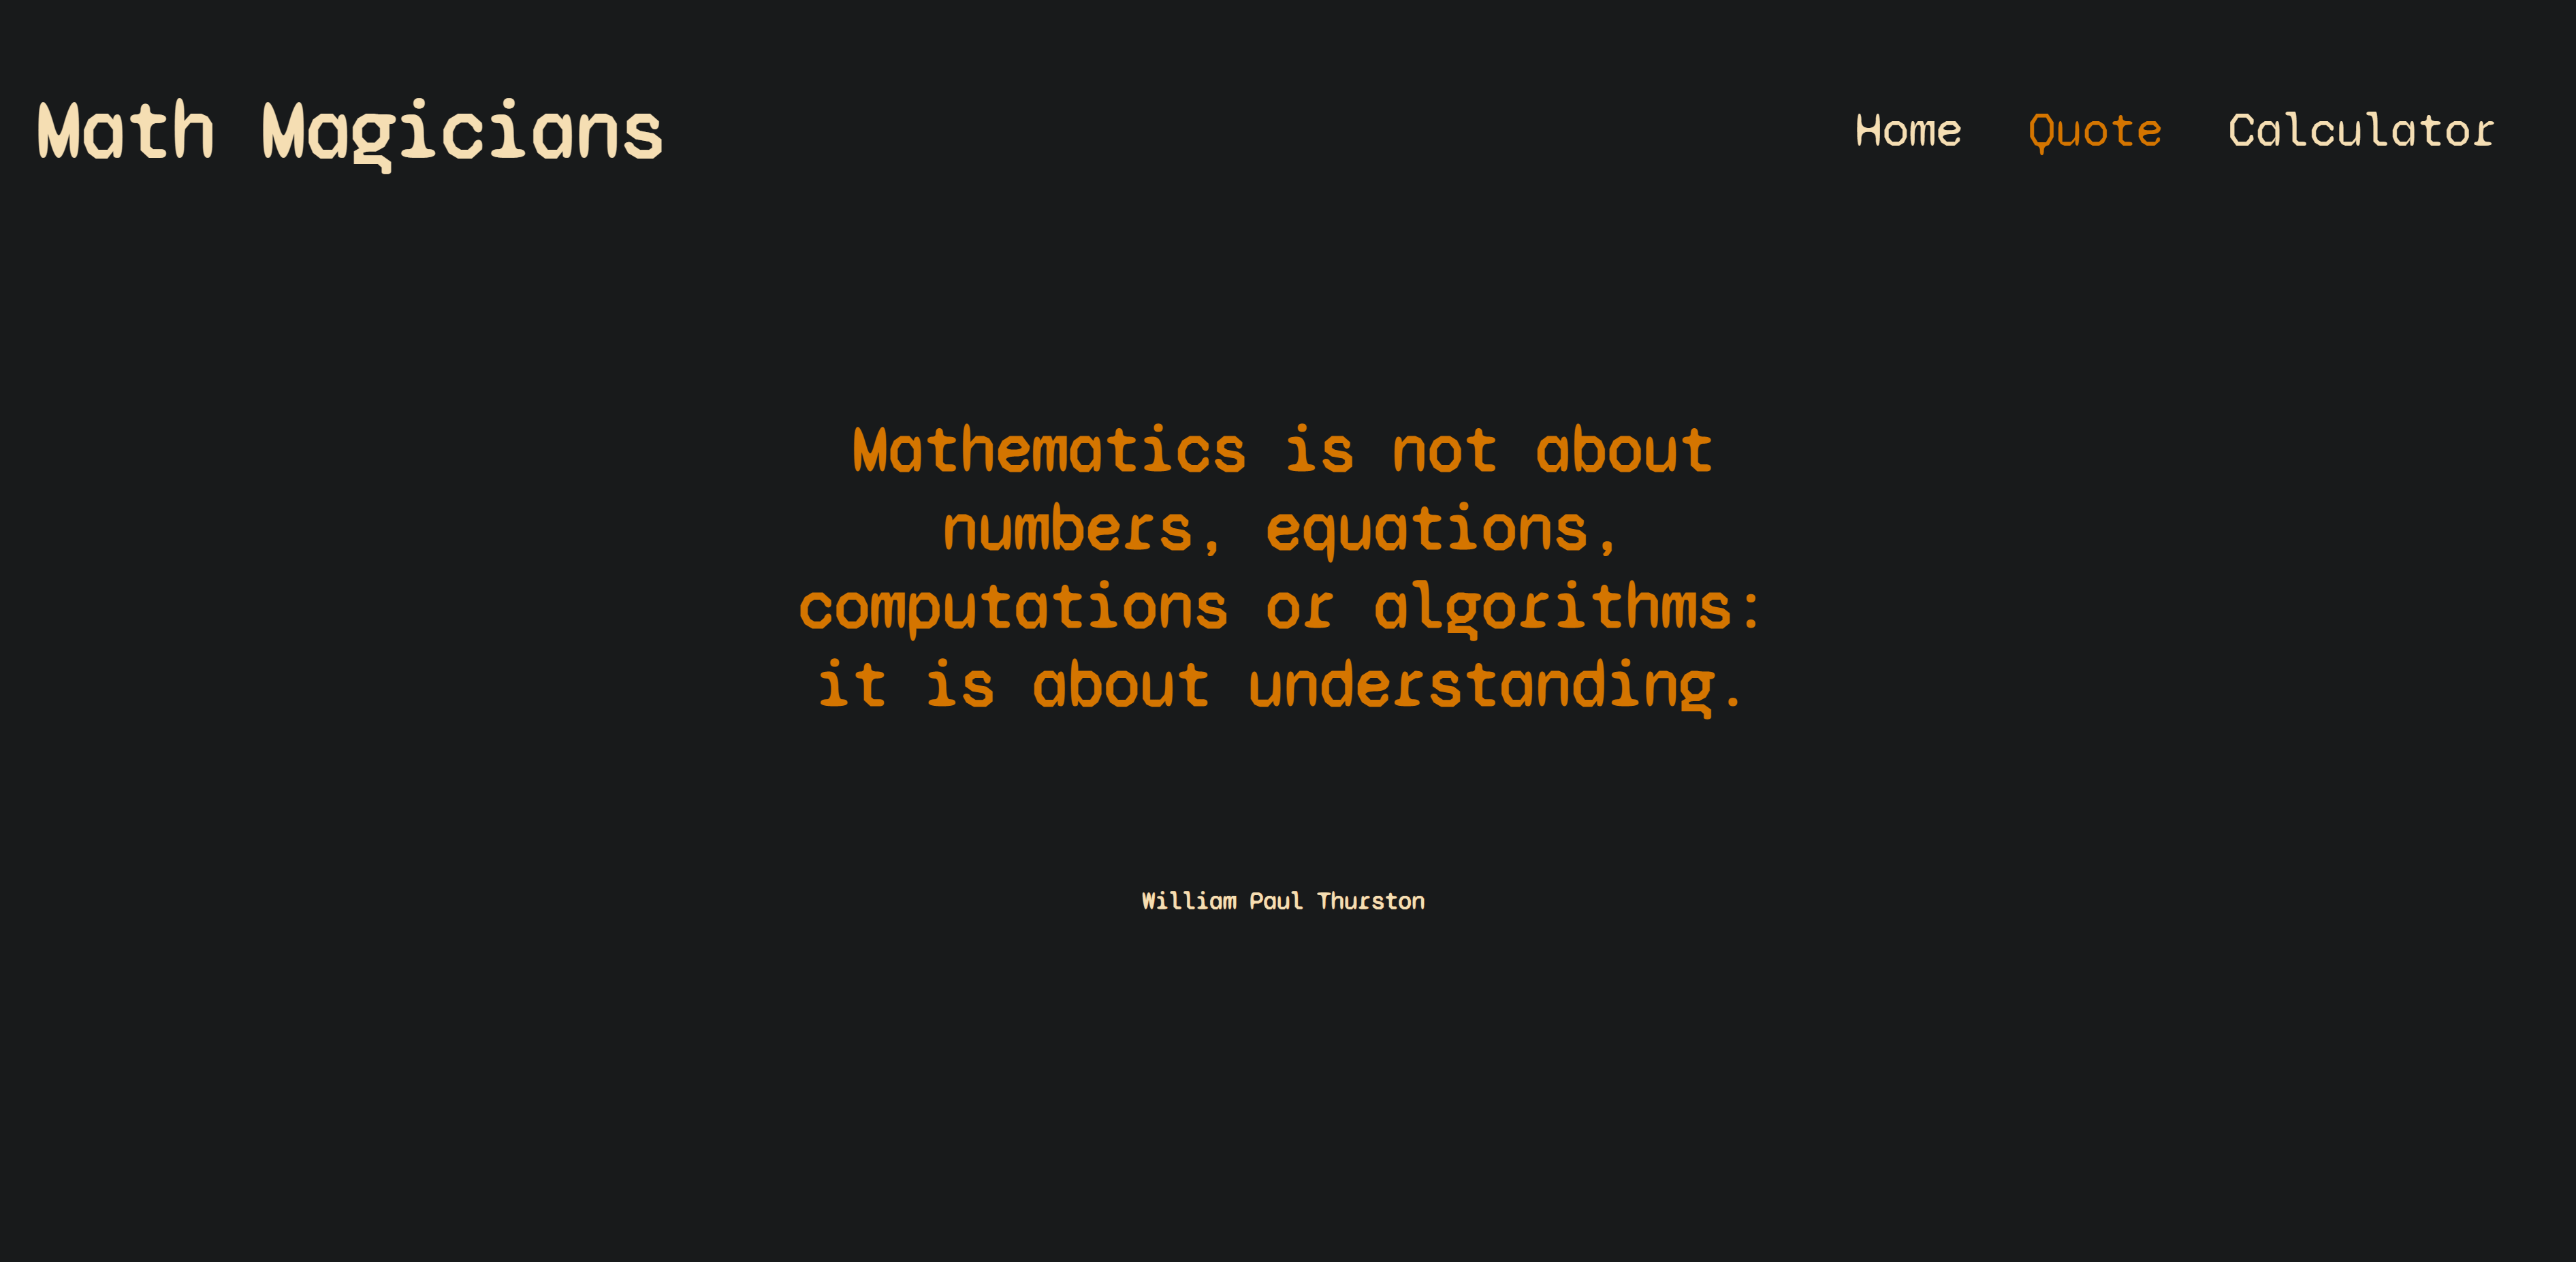 Math Magicians
Home Quote Calculator
Mathematics is not about
numbers, equations,
computations or algorithms:
it is about understanding.
William Paul Thurston